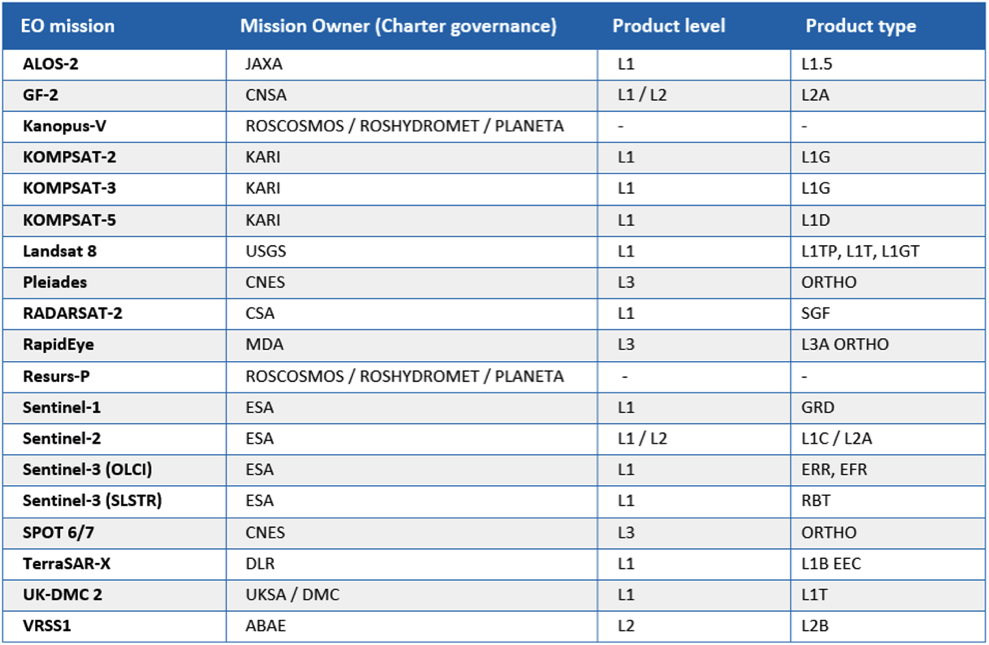 EO mission Mission Owner (Charter governance) Product level Product type
ALOS-2 JAXA L1 L1.5
GF-2 CNSA L1 / L2 L2A
Kanopus-V ROSCOSMOS / ROSHYDROMET / PLANETA - -
KOMPSAT-2 KARI L1 L1G
KOMPSAT-3 KARI L1 L1G
KOMPSAT-5 KARI L1 L1D
Landsat 8 USGS L1 L1TP, L1T, L1GT
Pleiades CNES L3 ORTHO
RADARSAT-2 CSA L1 SGF
RapidEye MDA L3 L3A ORTHO
Resurs-P ROSCOSMOS / ROSHYDROMET / PLANETA - -
Sentinel-1 ESA L1 GRD
Sentinel-2 ESA L1 / L2 L1C / L2A
Sentinel-3 (OLCI) ESA L1 ERR, EFR
Sentinel-3 (SLSTR) ESA L1 RBT
SPOT 6/7 CNES L3 ORTHO
TerraSAR-X DLR L1 L1B EEC
UK-DMC 2 UKSA / DMC L1 L1T
VRSS1 ABAE L2 L2B